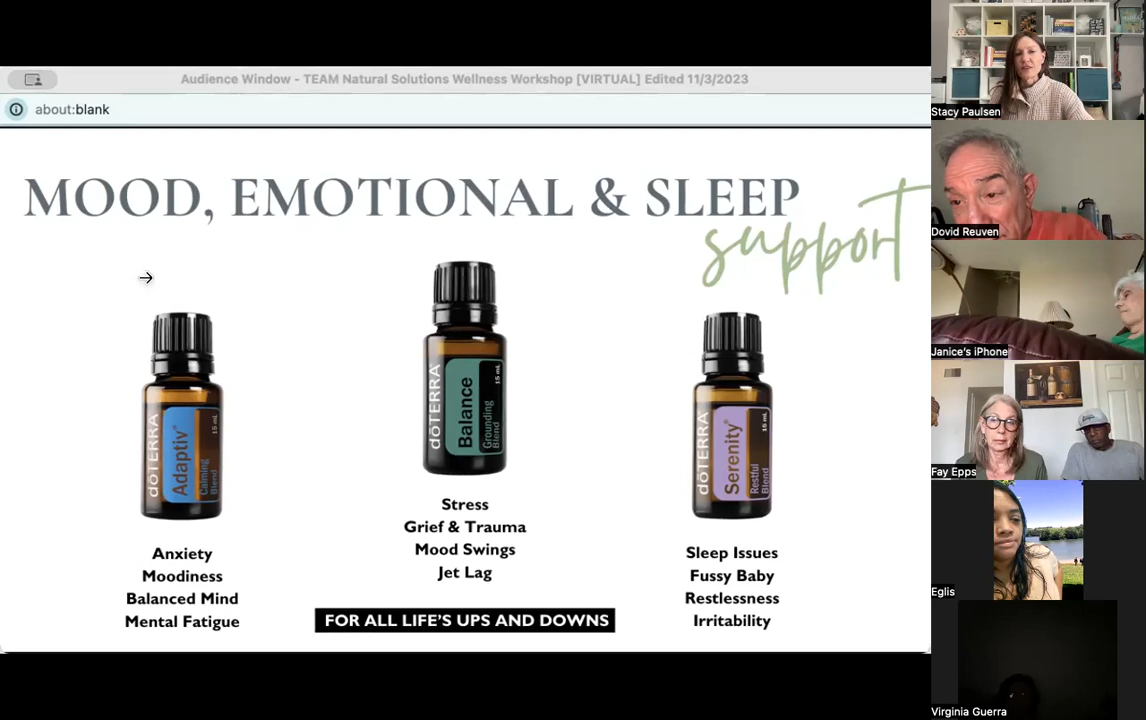 Audience Window - TEAM Natural Solutions Wellness Workshop [VIRTUAL] Edited 11/3/2023
about:blank
MOOD, EMOTIONAL & SLEEP
support
dōTERRA
Adaptiv®
Calming
Blend
15 mL
dōTERRA
Balance
Grounding
Blend
15 mL
dōTERRA
Serenity®
Restful
Blend
15 mL
Anxiety
Moodiness
Balanced Mind
Mental Fatigue
Stress
Grief & Trauma
Mood Swings
Jet Lag
Sleep Issues
Fussy Baby
Restlessness
Irritability
FOR ALL LIFE'S UPS AND DOWNS
Stacy Paulsen
Dovid Reuven
Janice's iPhone
Fay Epps
Eglis
Virginia Guerra